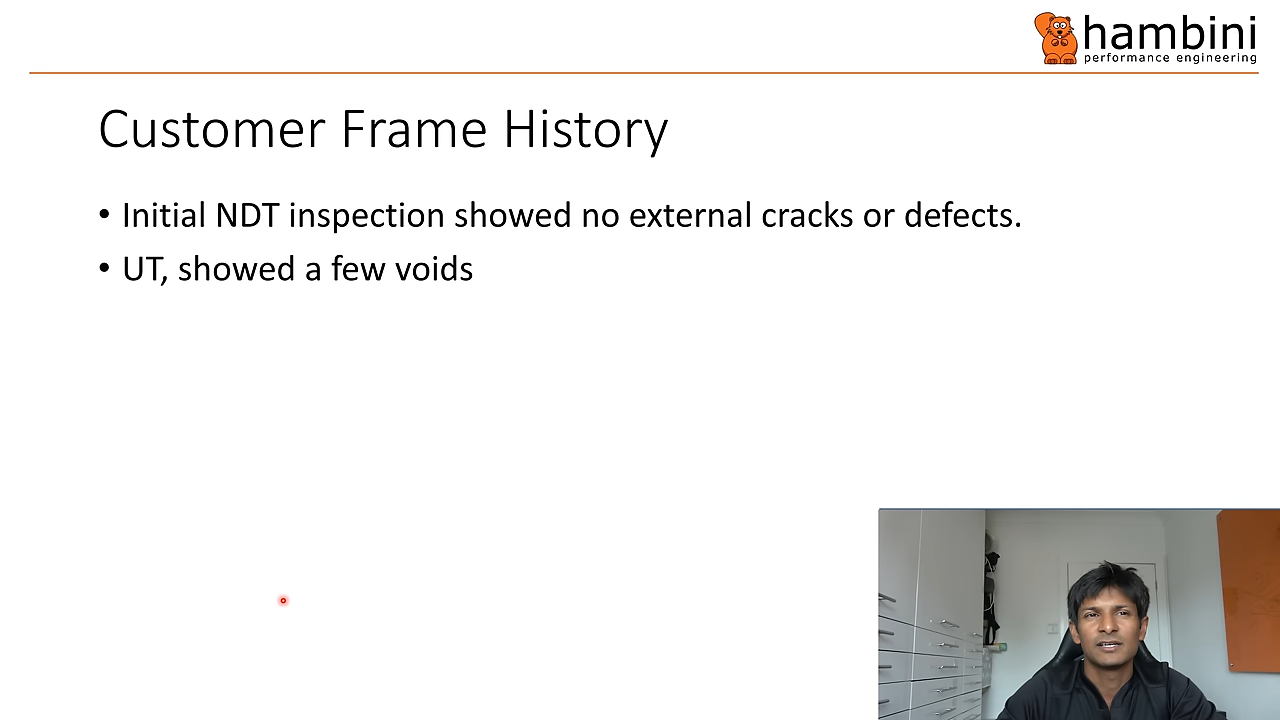 hambini
performance engineering
Customer Frame History
• Initial NDT inspection showed no external cracks or defects.
• UT, showed a few voids